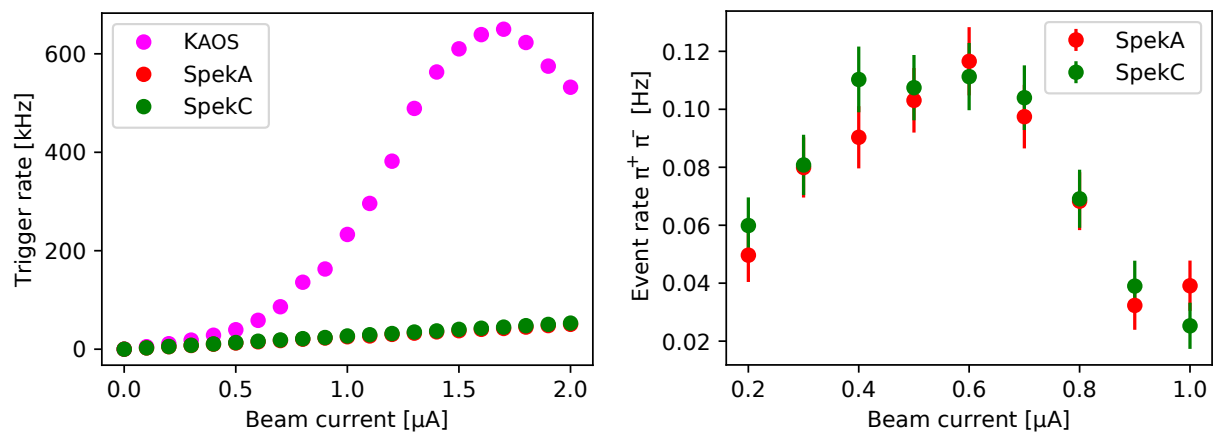 Trigger rate [kHz]
600
400
200
0
KAOS
SpekA
SpekC
0.0 0.5 1.0 1.5 2.0
Beam current [μA]
Event rate π⁺ π⁻ [Hz]
0.12
0.10
0.08
0.06
0.04
0.02
SpekA
SpekC
0.2 0.4 0.6 0.8 1.0
Beam current [μA]